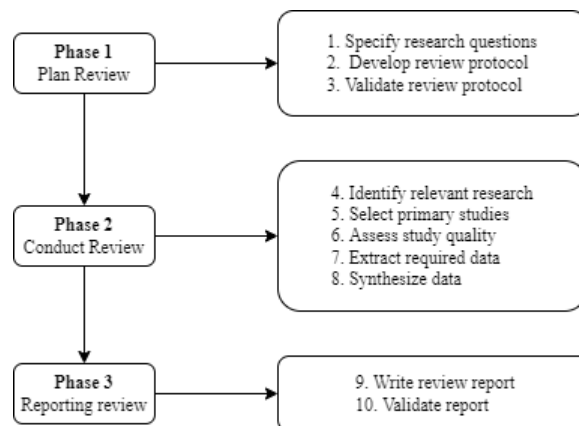 Phase 1
Plan Review
1. Specify research questions
2. Develop review protocol
3. Validate review protocol
Phase 2
Conduct Review
4. Identify relevant research
5. Select primary studies
6. Assess study quality
7. Extract required data
8. Synthesize data
Phase 3
Reporting review
9. Write review report
10. Validate report